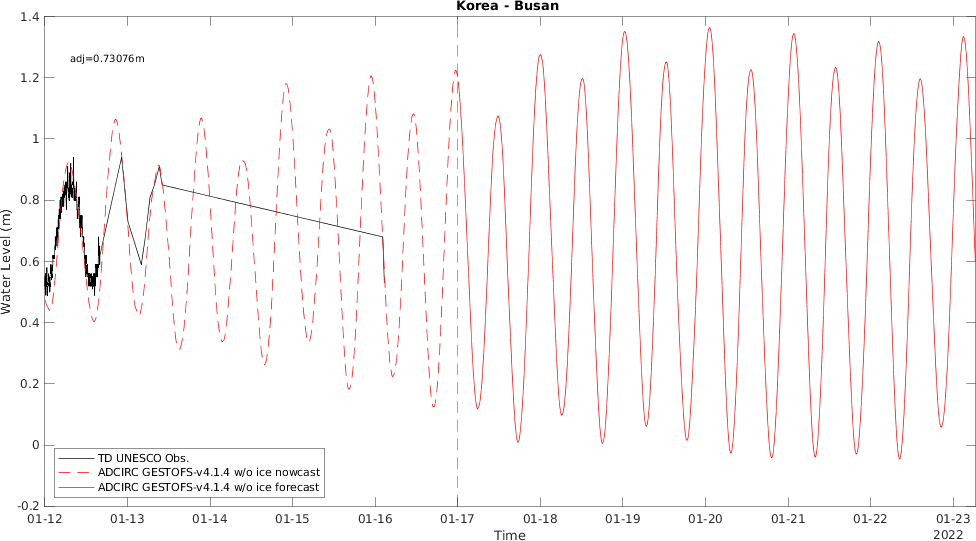 Korea - Busan
1.4
1.2
1
0.8
0.6
0.4
0.2
0
-0.2
Water Level (m)
adj=0.73076m
TD UNESCO Obs.
ADCIRC GESTOFS-v4.1.4 w/o ice nowcast
ADCIRC GESTOFS-v4.1.4 w/o ice forecast
01-12 01-13 01-14 01-15 01-16 01-17 01-18 01-19 01-20 01-21 01-22 01-23
Time
2022